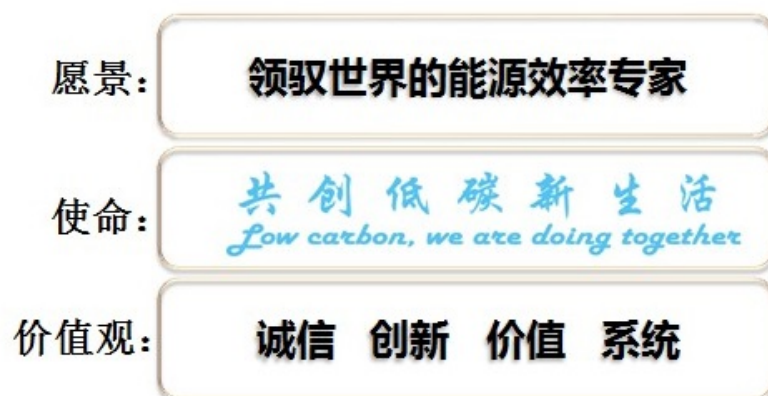 愿景： 领驭世界的能源效率专家
使命： 共创低碳新生活
Low carbon, we are doing together
价值观： 诚信 创新 价值 系统